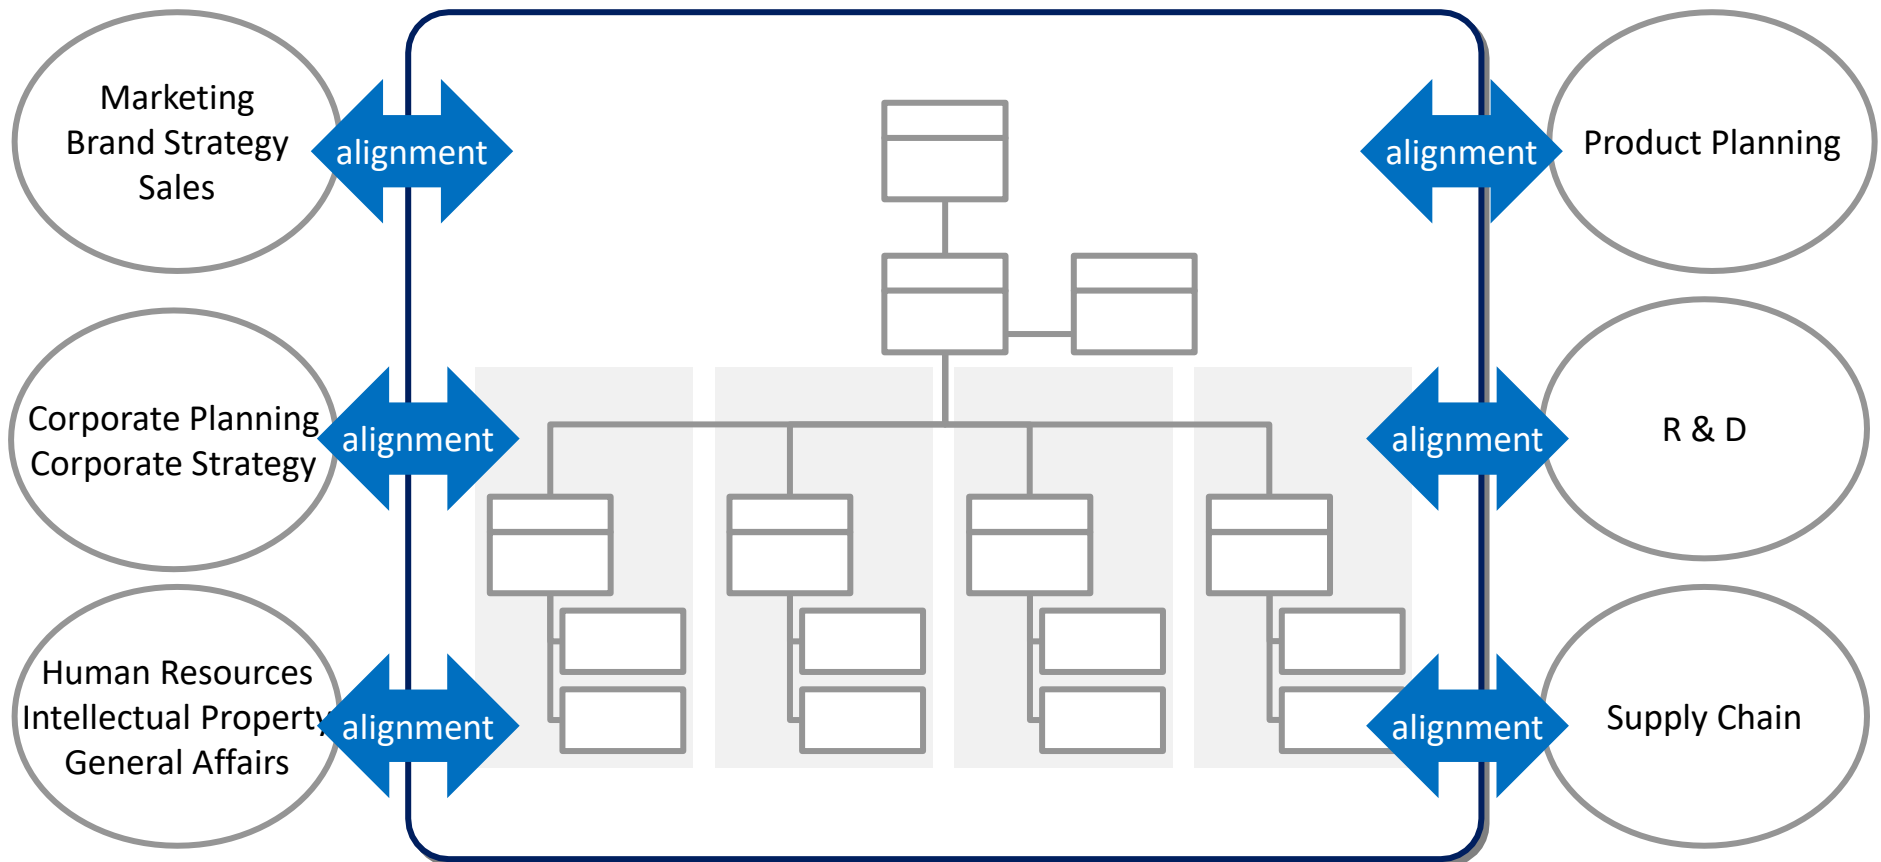 Marketing
Brand Strategy
Sales
alignment
alignment
Product Planning
Corporate Planning
Corporate Strategy
alignment
alignment
R & D
Human Resources
Intellectual Property
General Affairs
alignment
alignment
Supply Chain